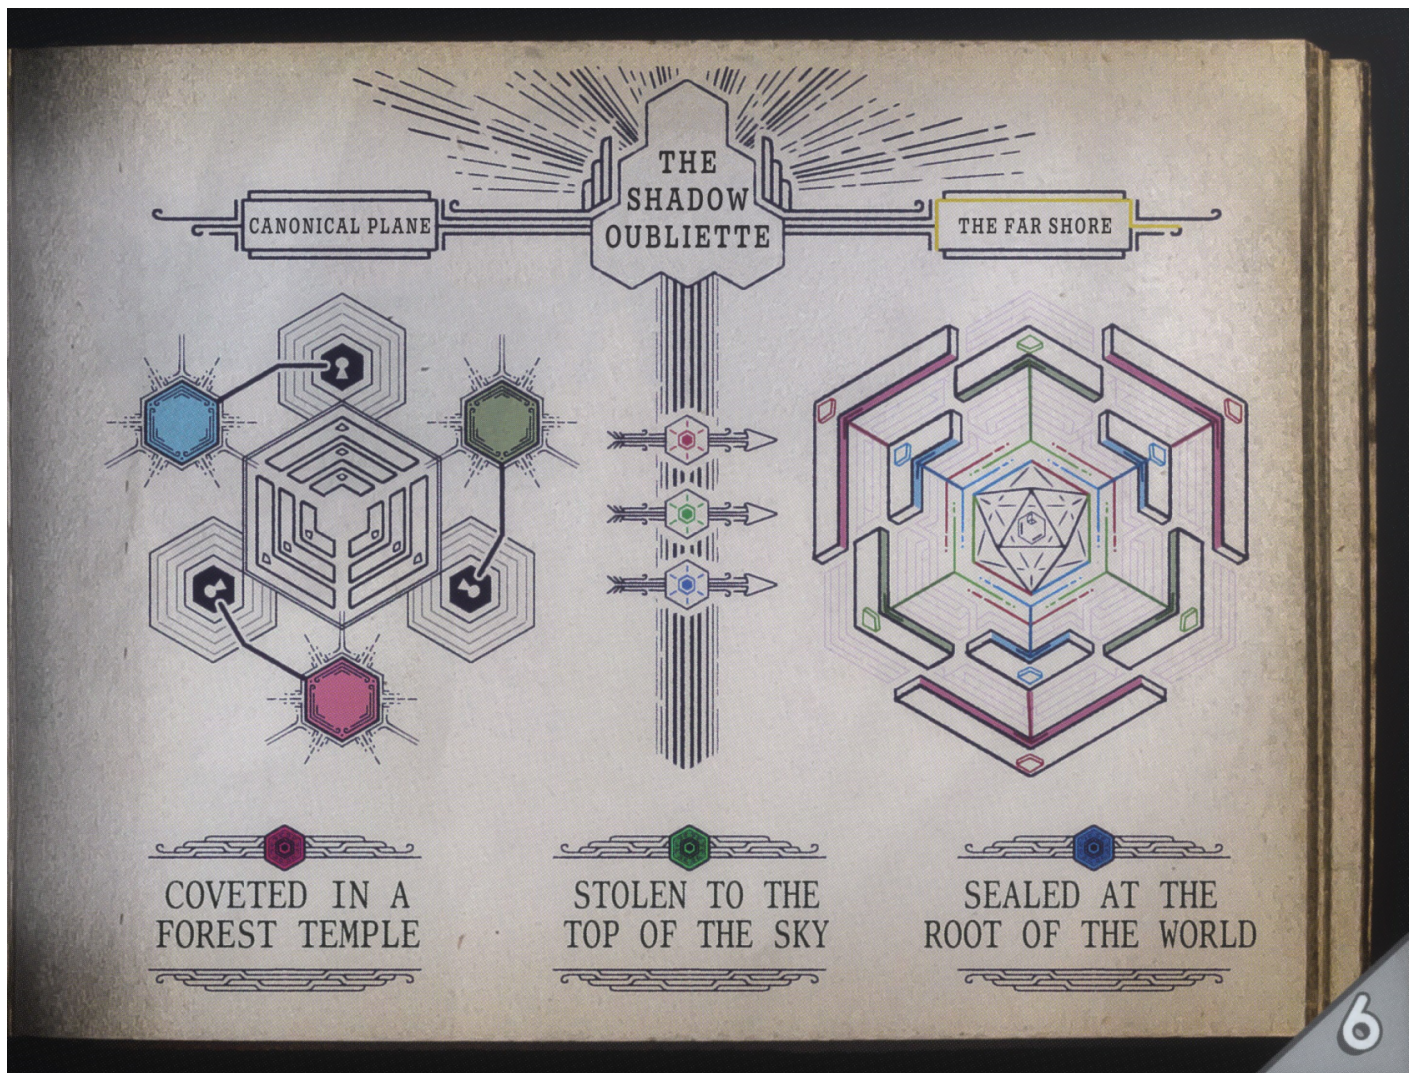 THE
SHADOW
OUBLIETTE
CANONICAL PLANE
THE FAR SHORE
COVETED IN A
FOREST TEMPLE
STOLEN TO THE
TOP OF THE SKY
SEALED AT THE
ROOT OF THE WORLD
6